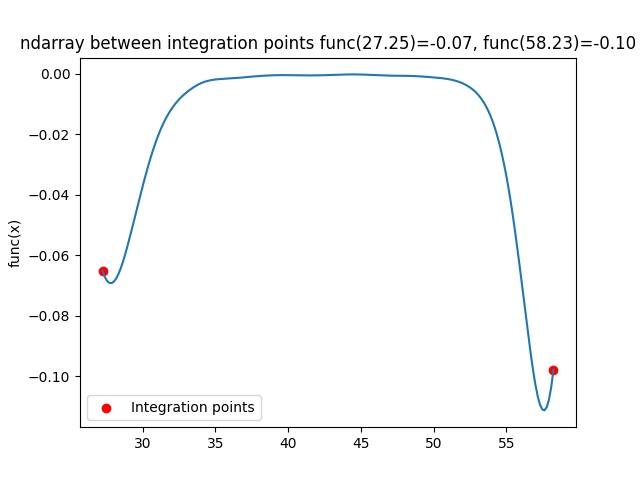 ndarray between integration points func(27.25)=-0.07, func(58.23)=-0.10
0.00
−0.02
−0.04
−0.06
−0.08
−0.10
func(x)
Integration points
30 35 40 45 50 55